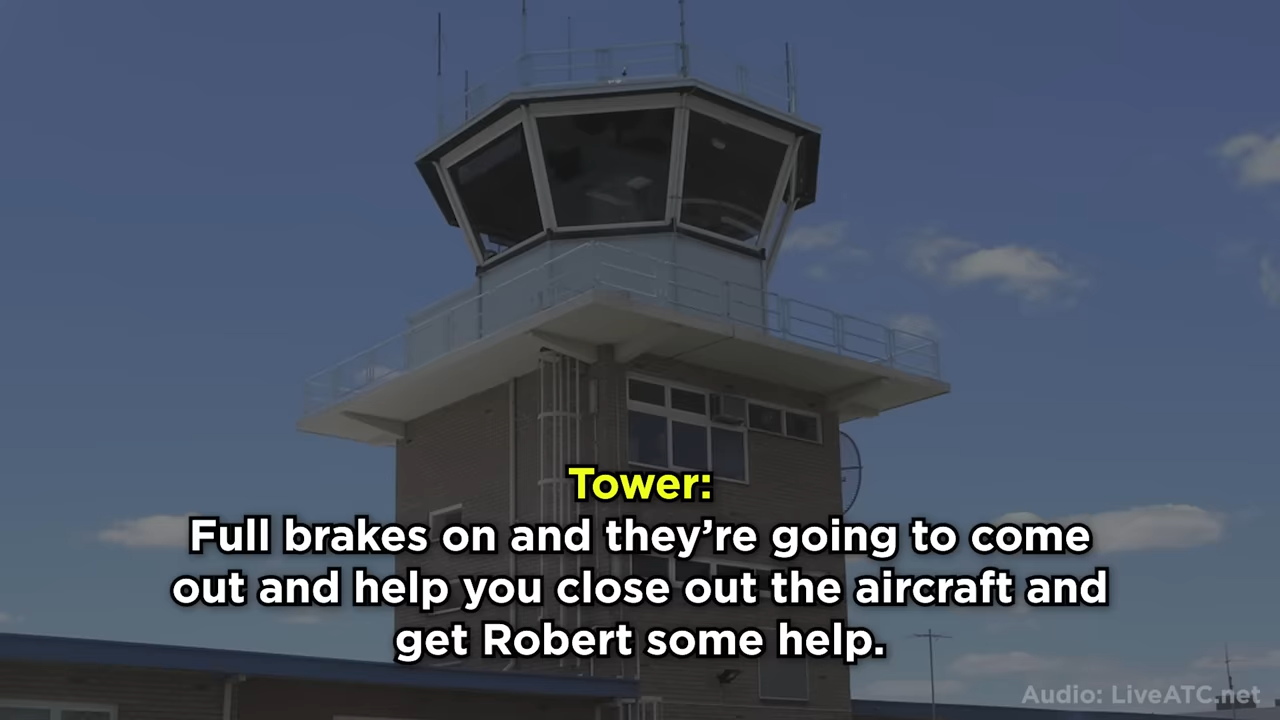 Tower:
Full brakes on and they're going to come
out and help you close out the aircraft and
get Robert some help.
Audio: LiveATC.net